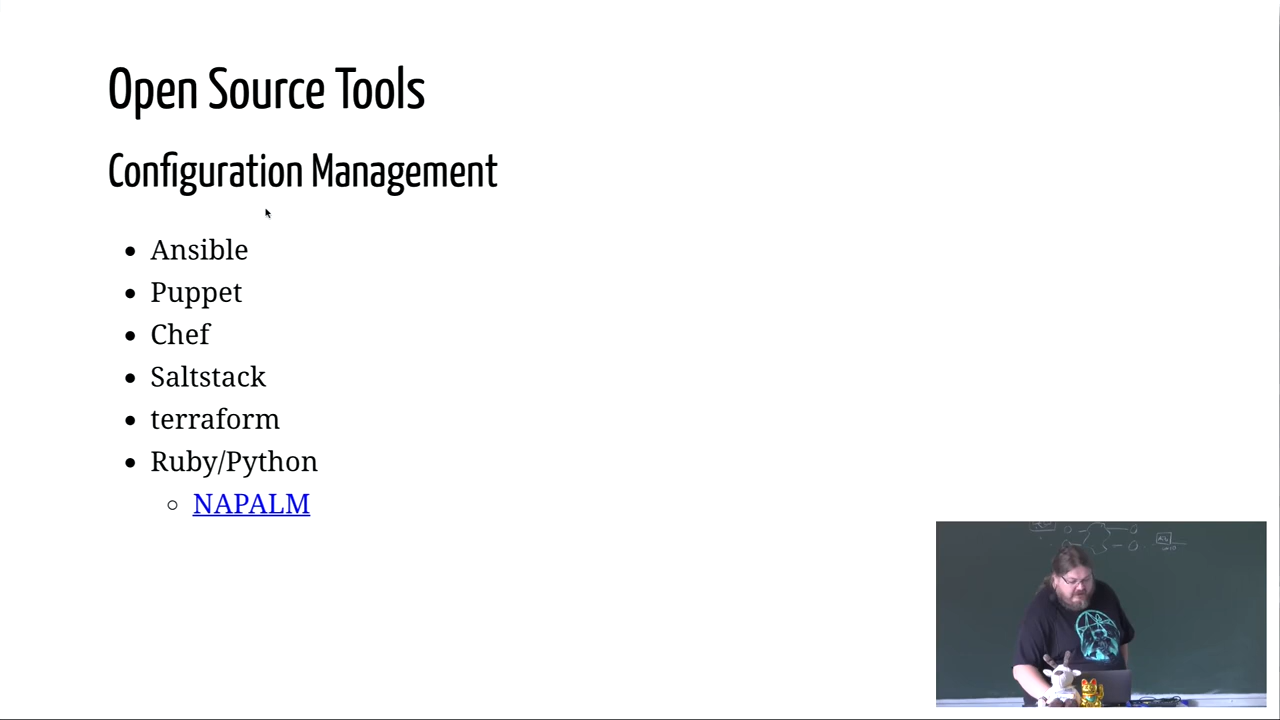 Open Source Tools
Configuration Management
Ansible
Puppet
Chef
Saltstack
terraform
Ruby/Python
NAPALM